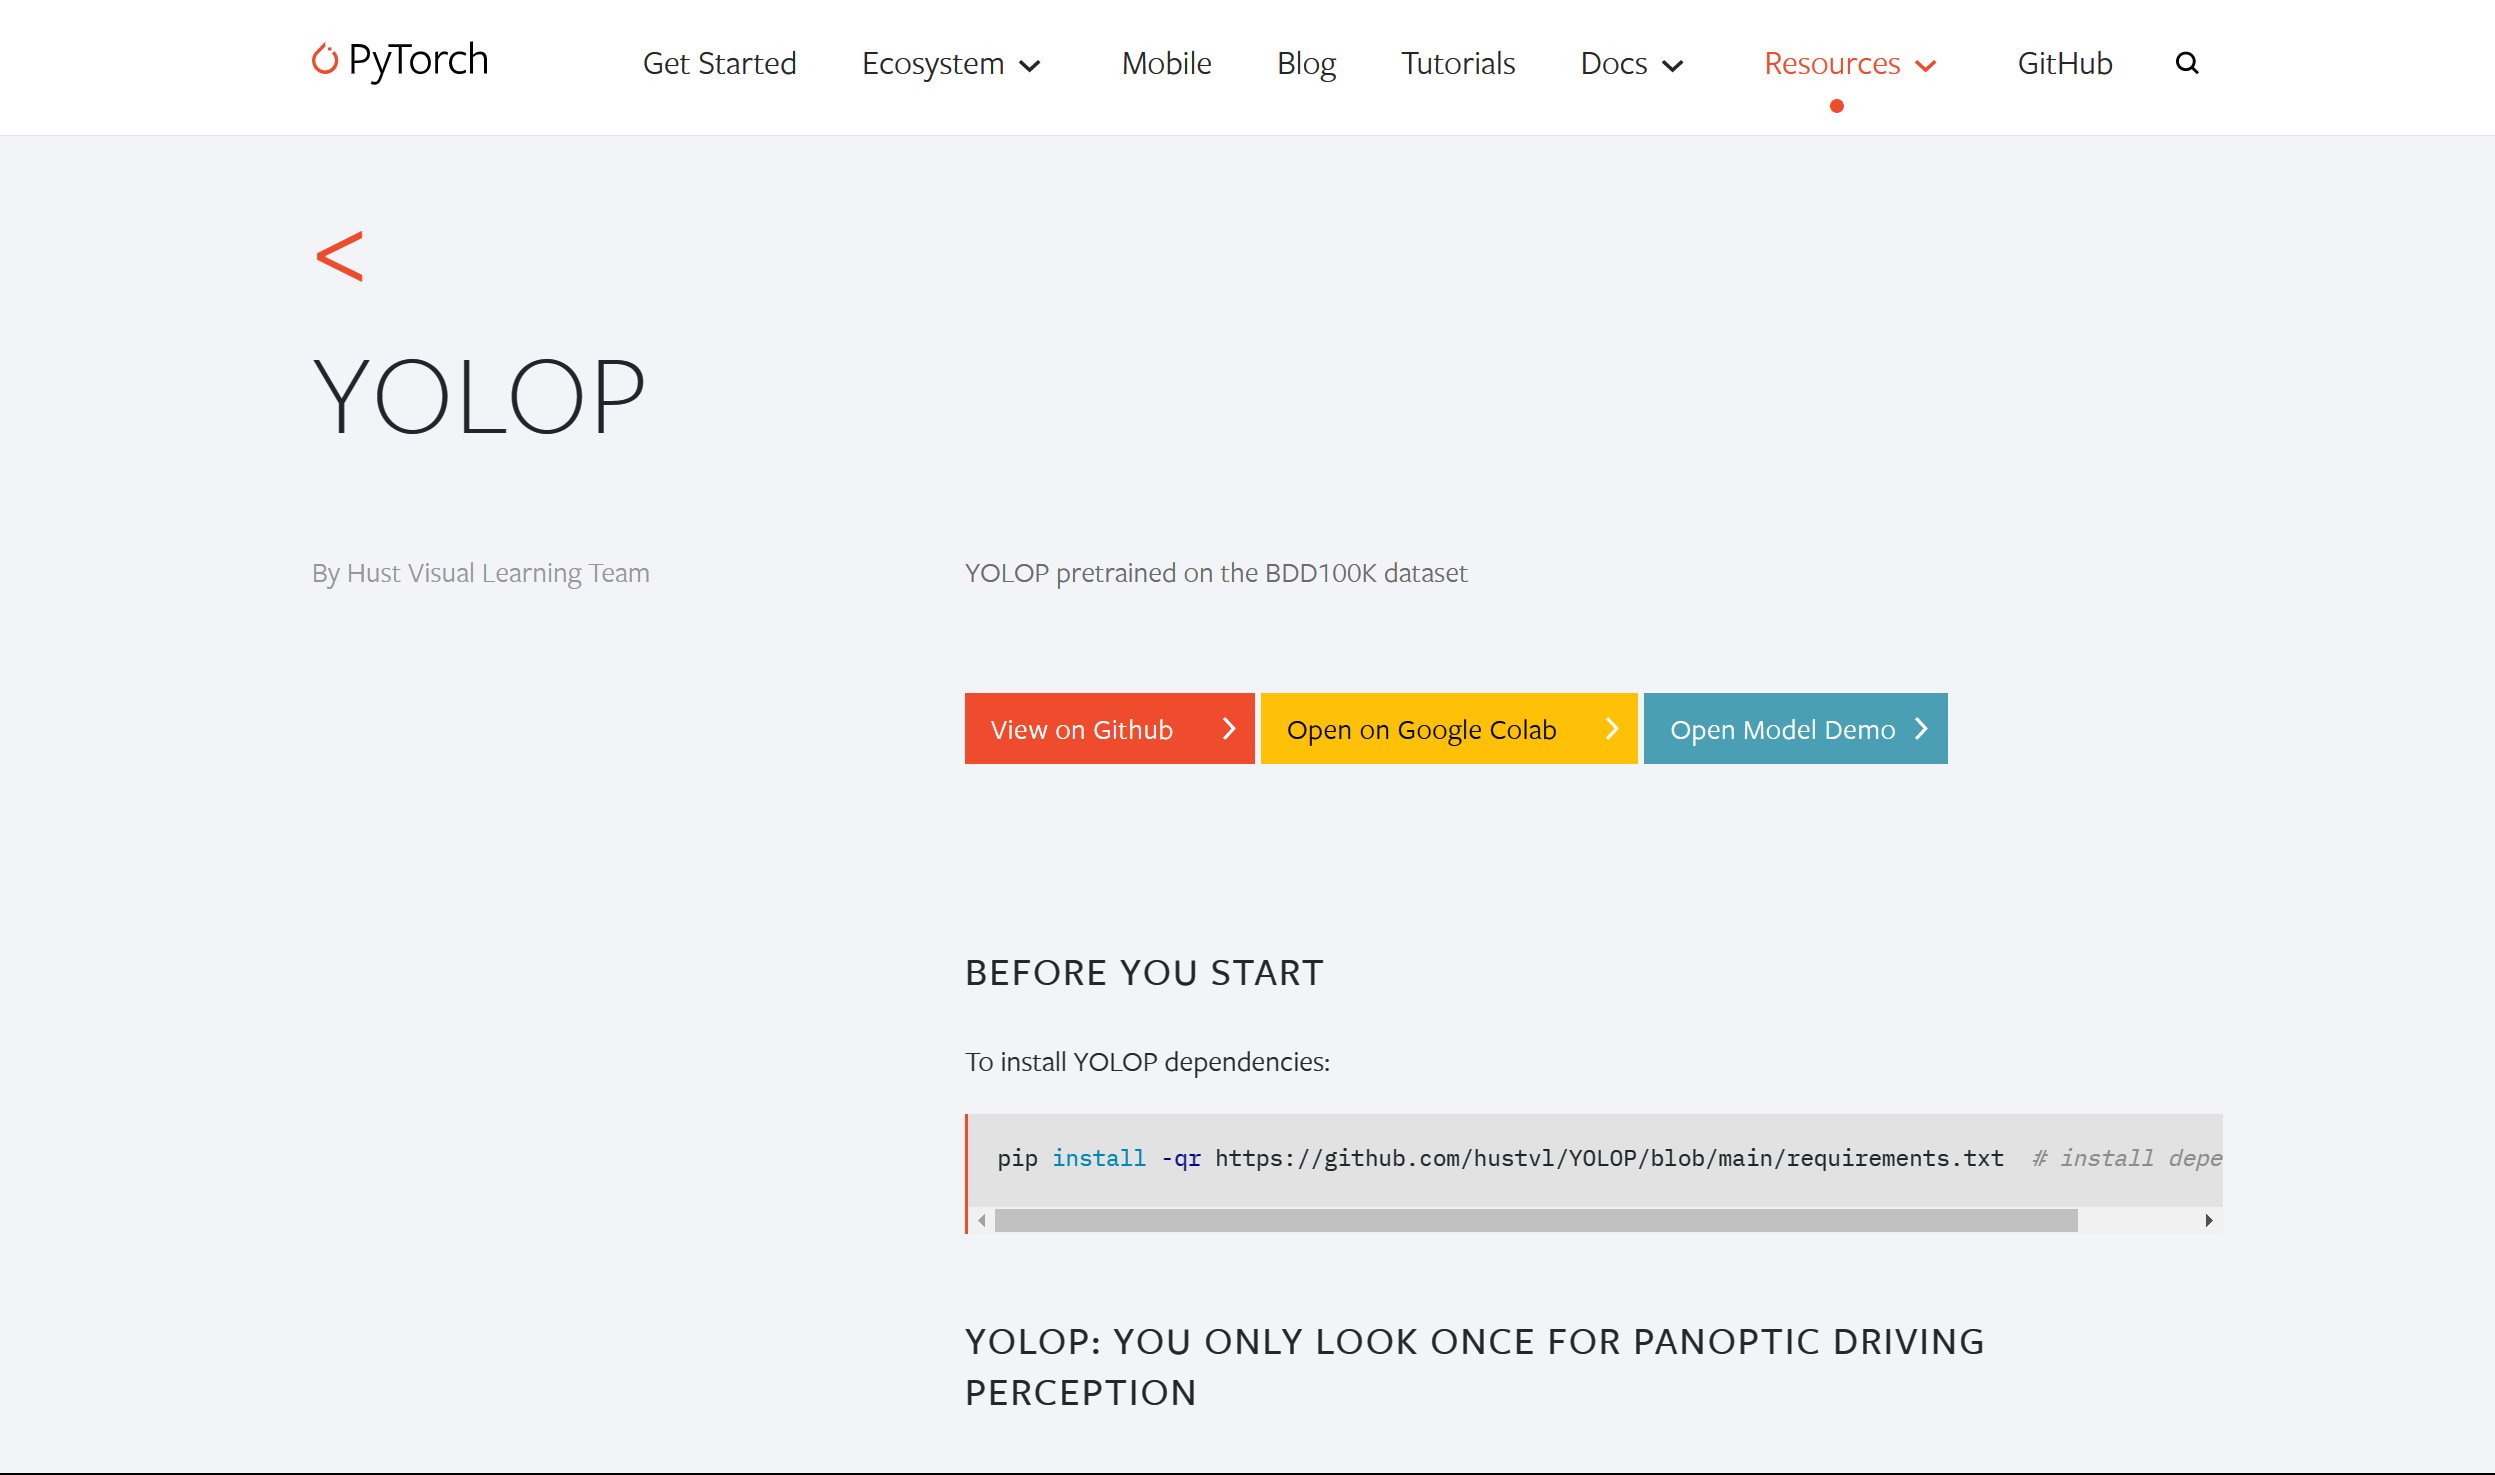 PyTorch
Get Started Ecosystem Mobile Blog Tutorials Docs Resources GitHub
<
YOLOP
By Hust Visual Learning Team
YOLOP pretrained on the BDD100K dataset
View on Github
Open on Google Colab
Open Model Demo
BEFORE YOU START
To install YOLOP dependencies:
pip install -qr https://github.com/hustvl/YOLOP/blob/main/requirements.txt  # install depe
YOLOP: YOU ONLY LOOK ONCE FOR PANOPTIC DRIVING
PERCEPTION